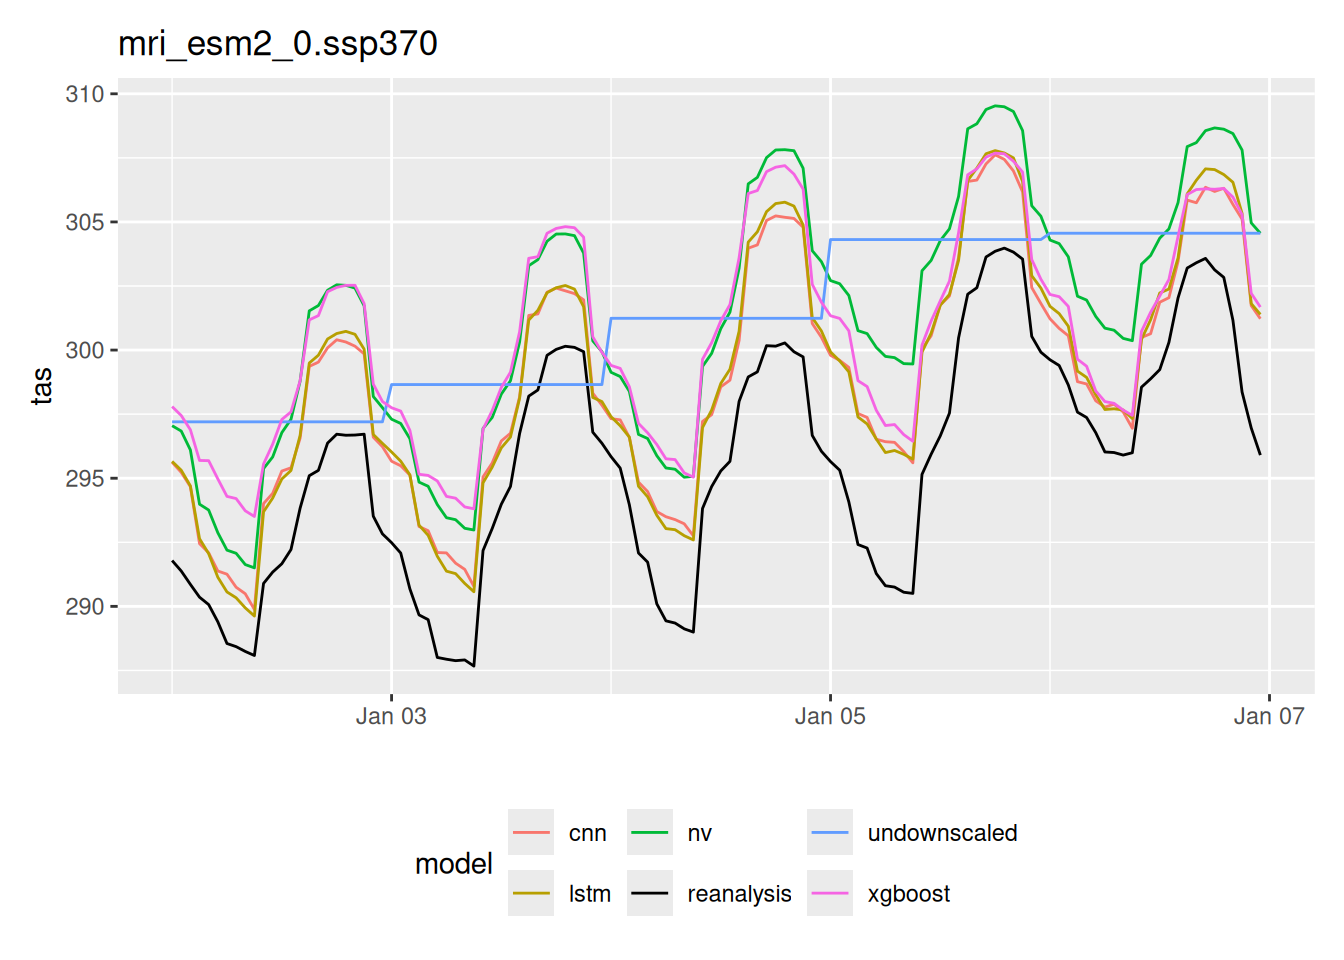 mri_esm2_0.ssp370
310
305
300
295
290
tas
Jan 03 Jan 05 Jan 07
model
cnn nv undownscaled
lstm reanalysis xgboost